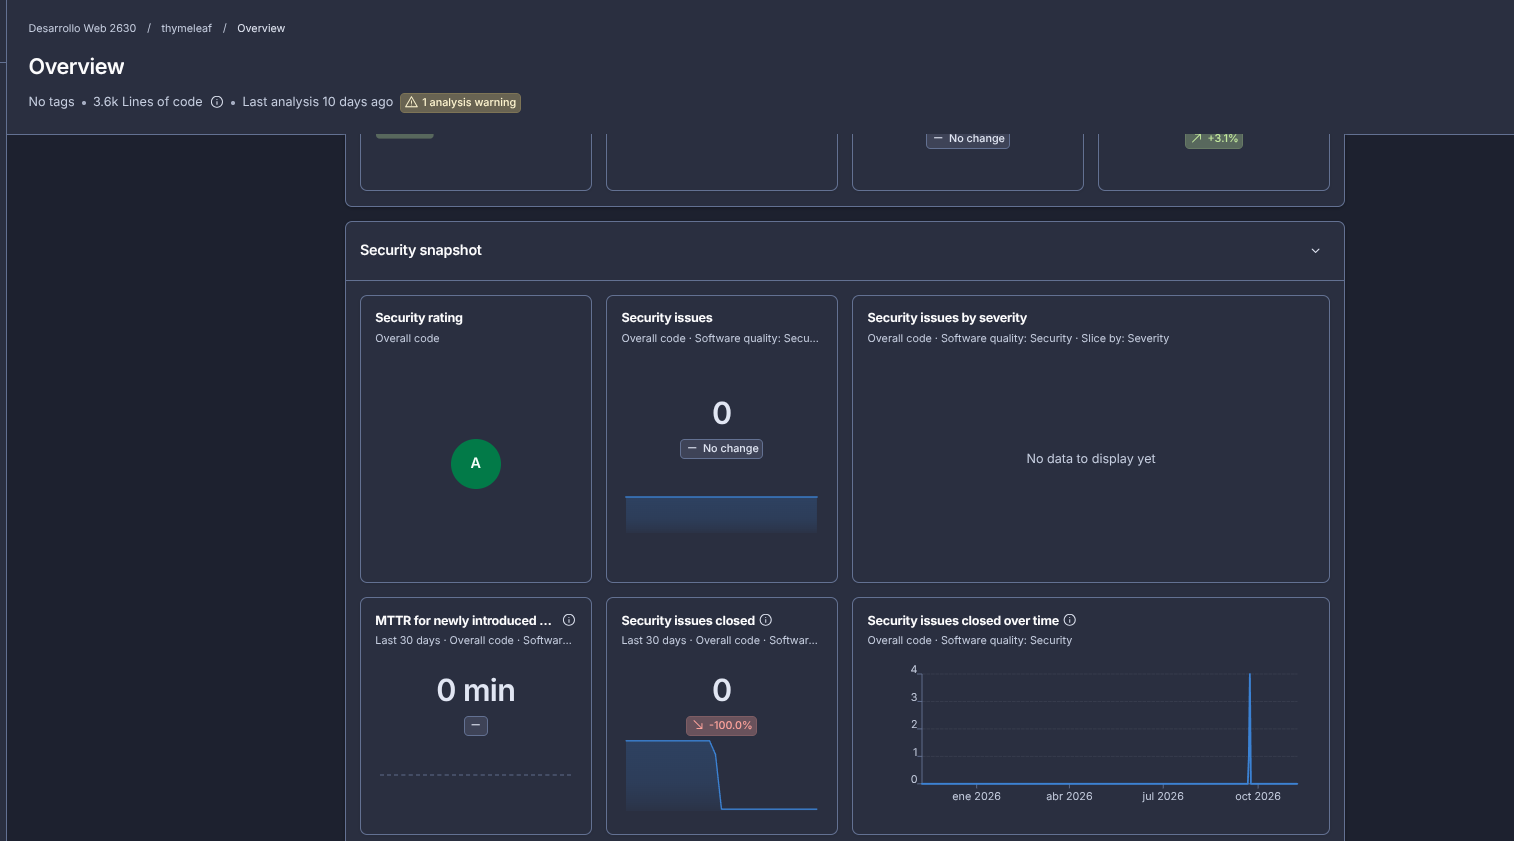 Desarrollo Web 2630 / thymeleaf / Overview
Overview
No tags • 3.6k Lines of code • Last analysis 10 days ago 1 analysis warning
No change
+3.1%
Security snapshot
Security rating
Overall code
A
Security issues
Overall code · Software quality: Secu...
0
No change
Security issues by severity
Overall code · Software quality: Security · Slice by: Severity
No data to display yet
MTTR for newly introduced ...
Last 30 days · Overall code · Softwar...
0 min
Security issues closed
Last 30 days · Overall code · Softwar...
0
-100.0%
Security issues closed over time
Overall code · Software quality: Security
4
3
2
1
0
ene 2026 abr 2026 jul 2026 oct 2026